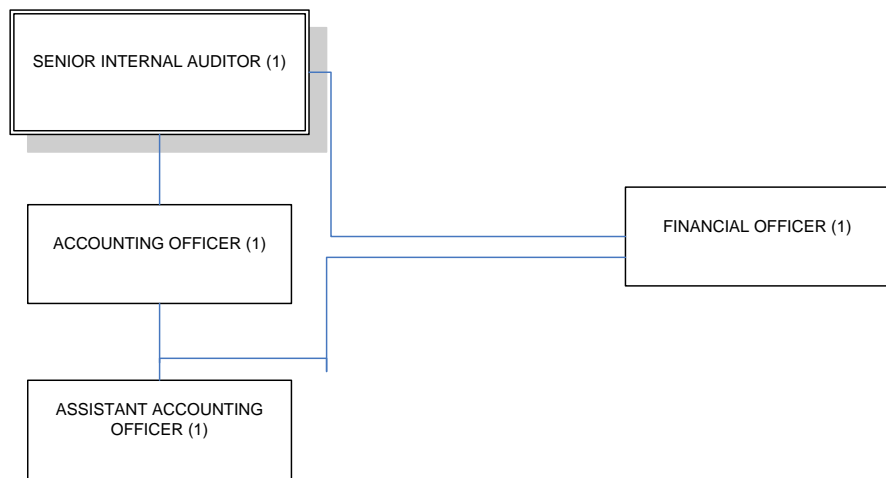 SENIOR INTERNAL AUDITOR (1)
ACCOUNTING OFFICER (1)
FINANCIAL OFFICER (1)
ASSISTANT ACCOUNTING
OFFICER (1)